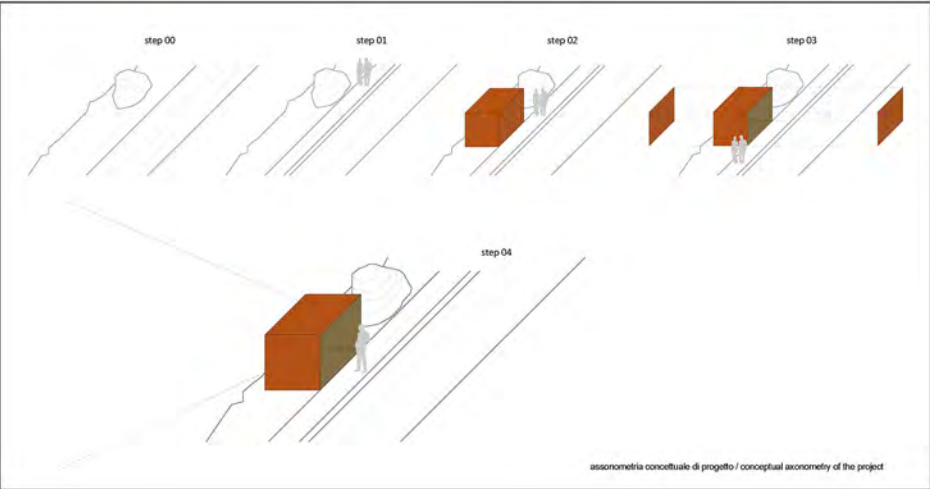 step 00
step 01
step 02
step 03
step 04
assonometria concettuale di progetto / conceptual axonometry of the project